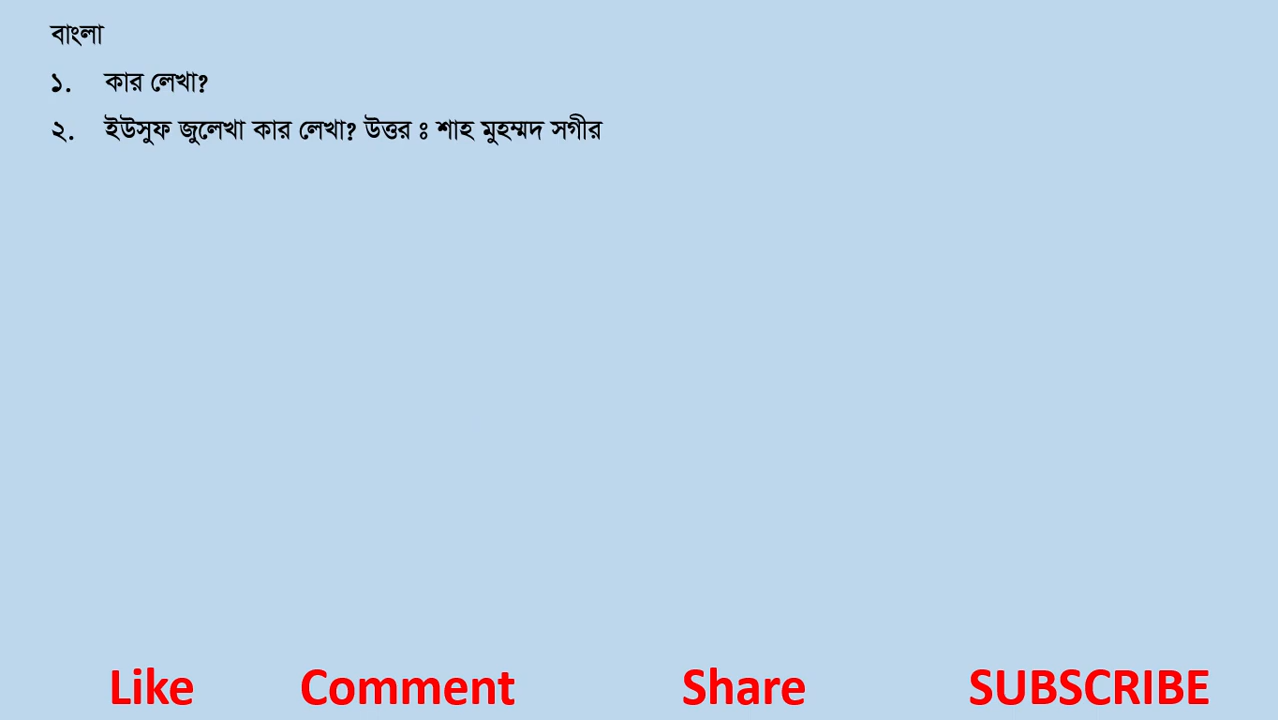 বাংলা
১. কার লেখা?
২. ইউসুফ জুলেখা কার লেখা? উত্তর ঃ শাহ মুহম্মদ সগীর
Like Comment Share SUBSCRIBE